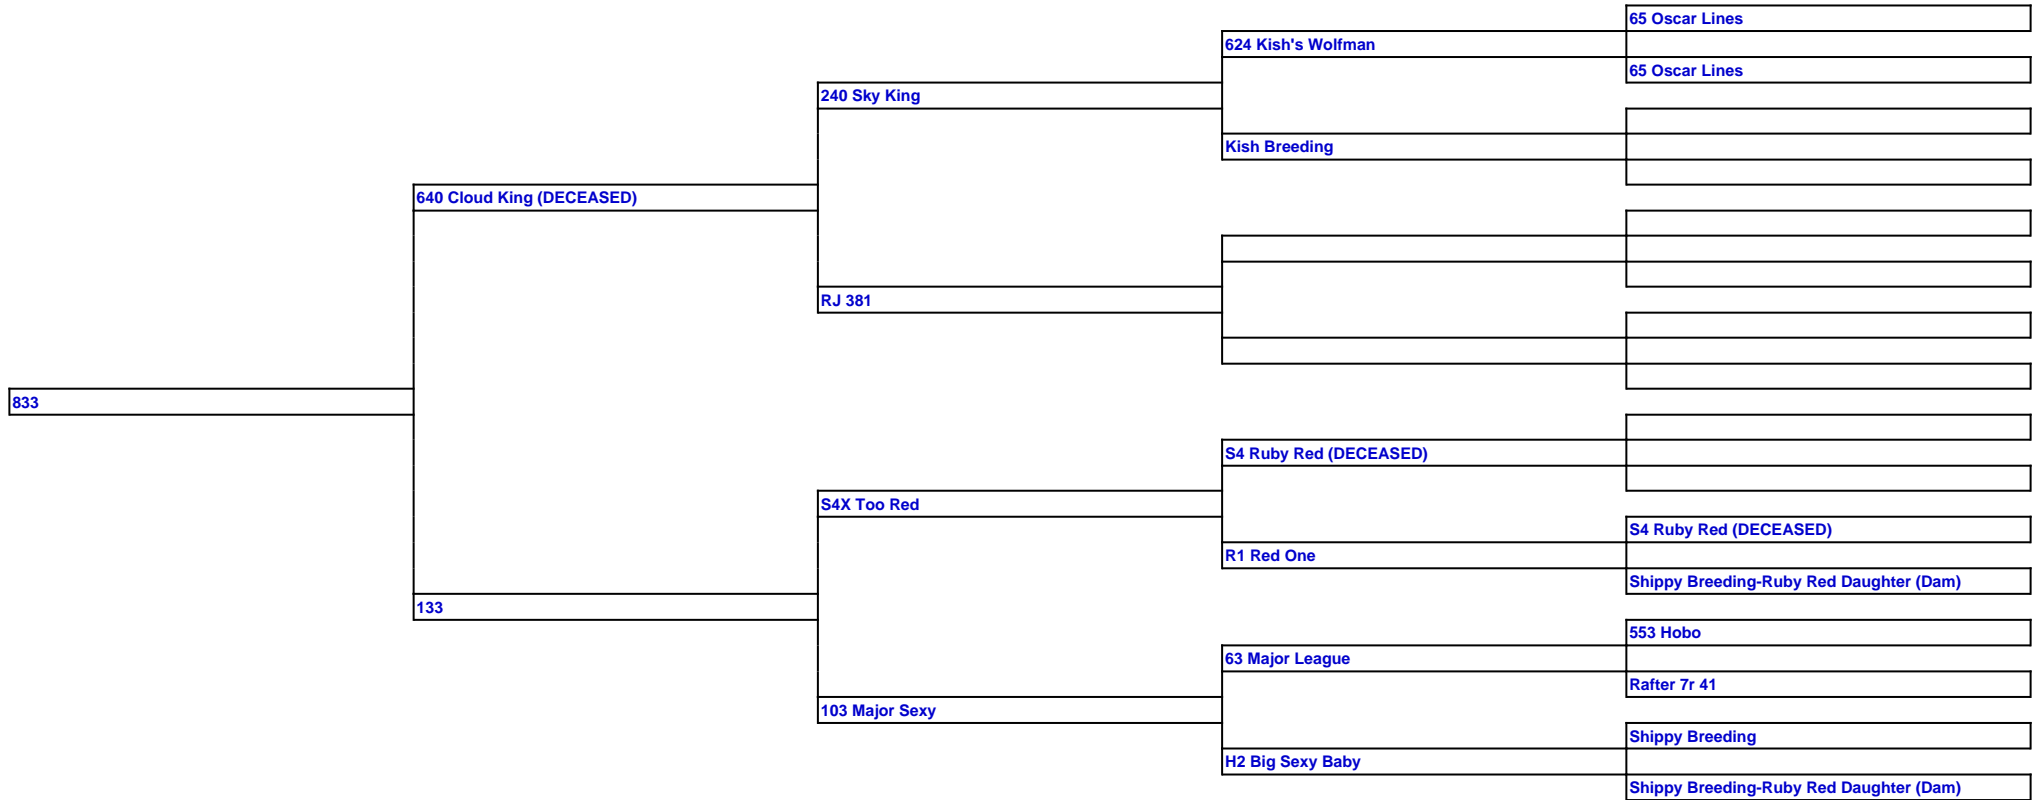 65 Oscar Lines
624 Kish's Wolfman
65 Oscar Lines
240 Sky King
Kish Breeding
640 Cloud King (DECEASED)
RJ 381
833
S4 Ruby Red (DECEASED)
S4X Too Red
S4 Ruby Red (DECEASED)
R1 Red One
Shippy Breeding-Ruby Red Daughter (Dam)
133
553 Hobo
63 Major League
Rafter 7r 41
103 Major Sexy
Shippy Breeding
H2 Big Sexy Baby
Shippy Breeding-Ruby Red Daughter (Dam)